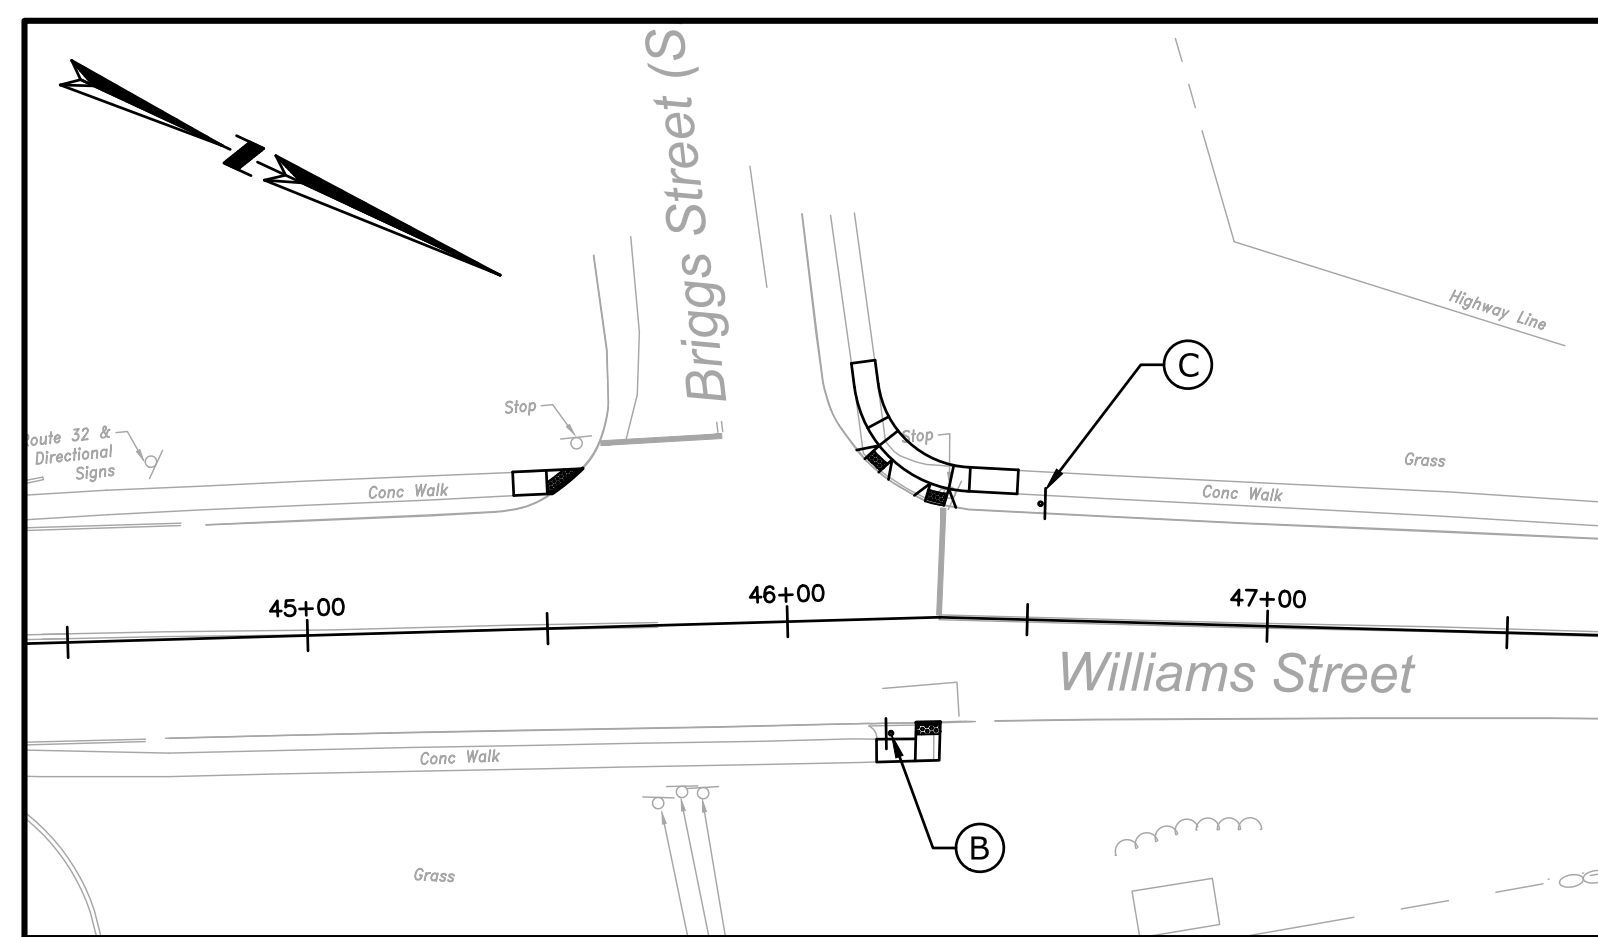 Briggs Street (S
Highway Line
C
Stop
Route 32 &
Directional
Signs
Stop
Grass
Conc Walk
Conc Walk
45+00
46+00
47+00
Williams Street
Conc Walk
B
Grass